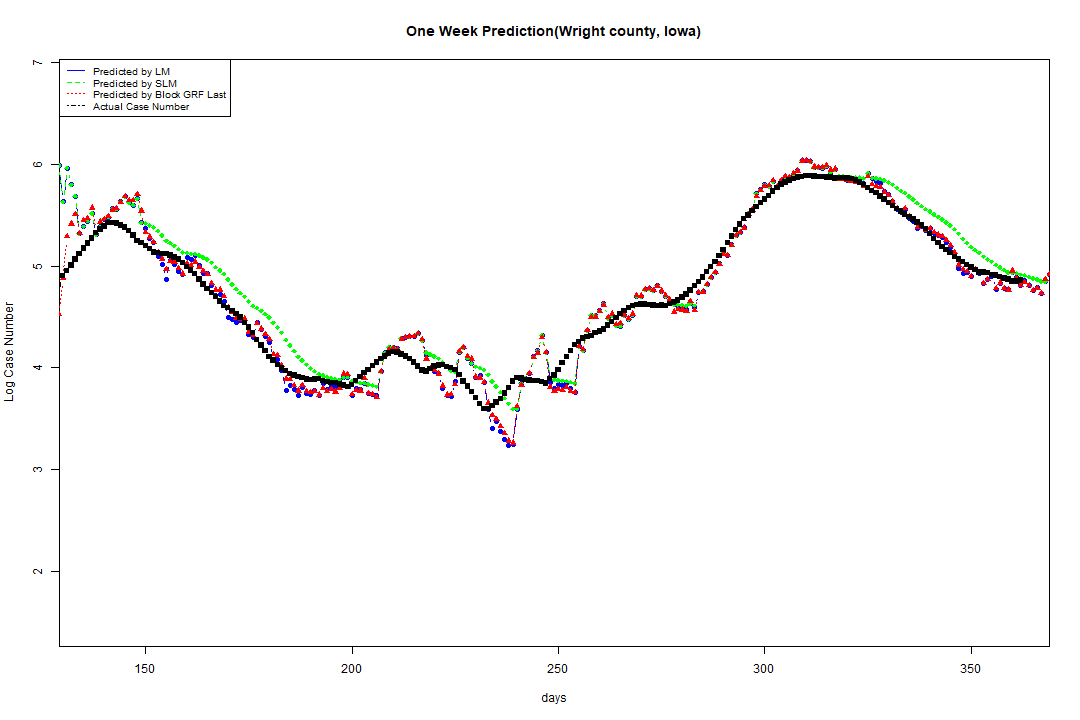 One Week Prediction(Wright county, Iowa)
7
Predicted by LM
Predicted by SLM
Predicted by Block GRF Last
Actual Case Number
6
5
4
3
2
Log Case Number
150 200 250 300 350
days